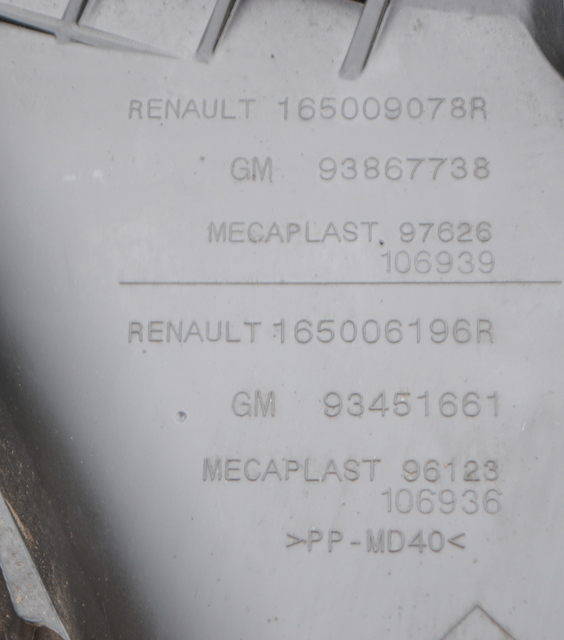 RENAULT 165009078R
GM 93867738
MECAPLAST. 97626
106939
RENAULT 165006196R
GM 93451661
MECAPLAST 96123
106936
>PP-MD40<